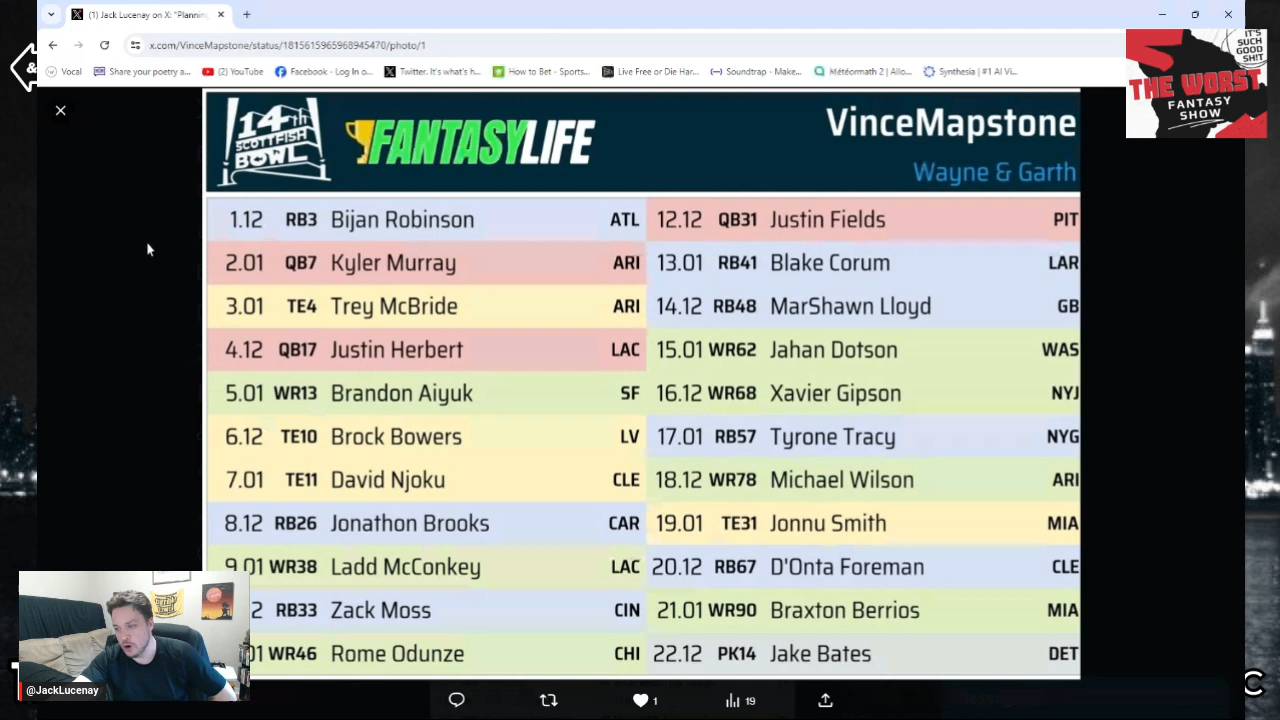 (1) Jack Lucenay on X: "Planning
x.com/VinceMapstone/status/1815615965968945470/photo/1
Vocal
Share your poetry a...
(2) YouTube
Facebook - Log In o...
Twitter. It's what's h...
How to Bet - Sports...
Live Free or Die Har...
Soundtrap - Make...
Météormath 2 | Allo...
Synthesia | #1 AI Vi...
IT'S
SUCH
GOOD
SH!T
THE WORST
FANTASY
SHOW
14th
SCOTTFISH
BOWL
FANTASYLIFE
VinceMapstone
Wayne & Garth
1.12 RB3 Bijan Robinson ATL
2.01 QB7 Kyler Murray ARI
3.01 TE4 Trey McBride ARI
4.12 QB17 Justin Herbert LAC
5.01 WR13 Brandon Aiyuk SF
6.12 TE10 Brock Bowers LV
7.01 TE11 David Njoku CLE
8.12 RB26 Jonathon Brooks CAR
9.01 WR38 Ladd McConkey LAC
2 RB33 Zack Moss CIN
01 WR46 Rome Odunze CHI
12.12 QB31 Justin Fields PIT
13.01 RB41 Blake Corum LAR
14.12 RB48 MarShawn Lloyd GB
15.01 WR62 Jahan Dotson WAS
16.12 WR68 Xavier Gipson NYJ
17.01 RB57 Tyrone Tracy NYG
18.12 WR78 Michael Wilson ARI
19.01 TE31 Jonnu Smith MIA
20.12 RB67 D'Onta Foreman CLE
21.01 WR90 Braxton Berrios MIA
22.12 PK14 Jake Bates DET
@JackLucenay
1
19